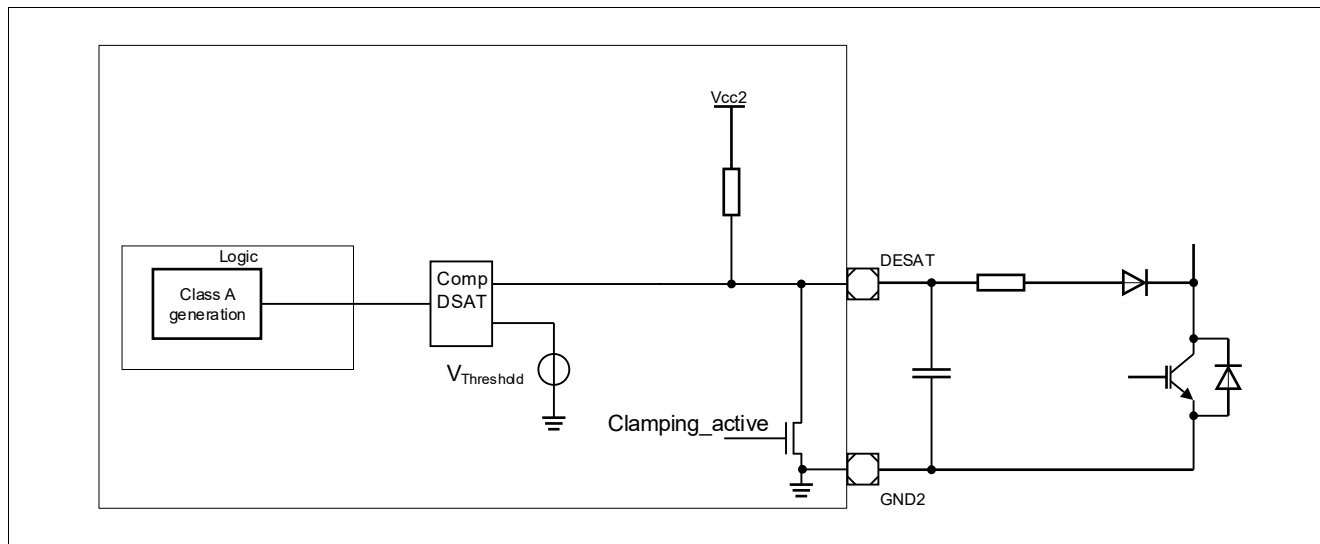 Vcc2
DESAT
Logic
Class A
generation
Comp
DSAT
VThreshold
Clamping_active
GND2